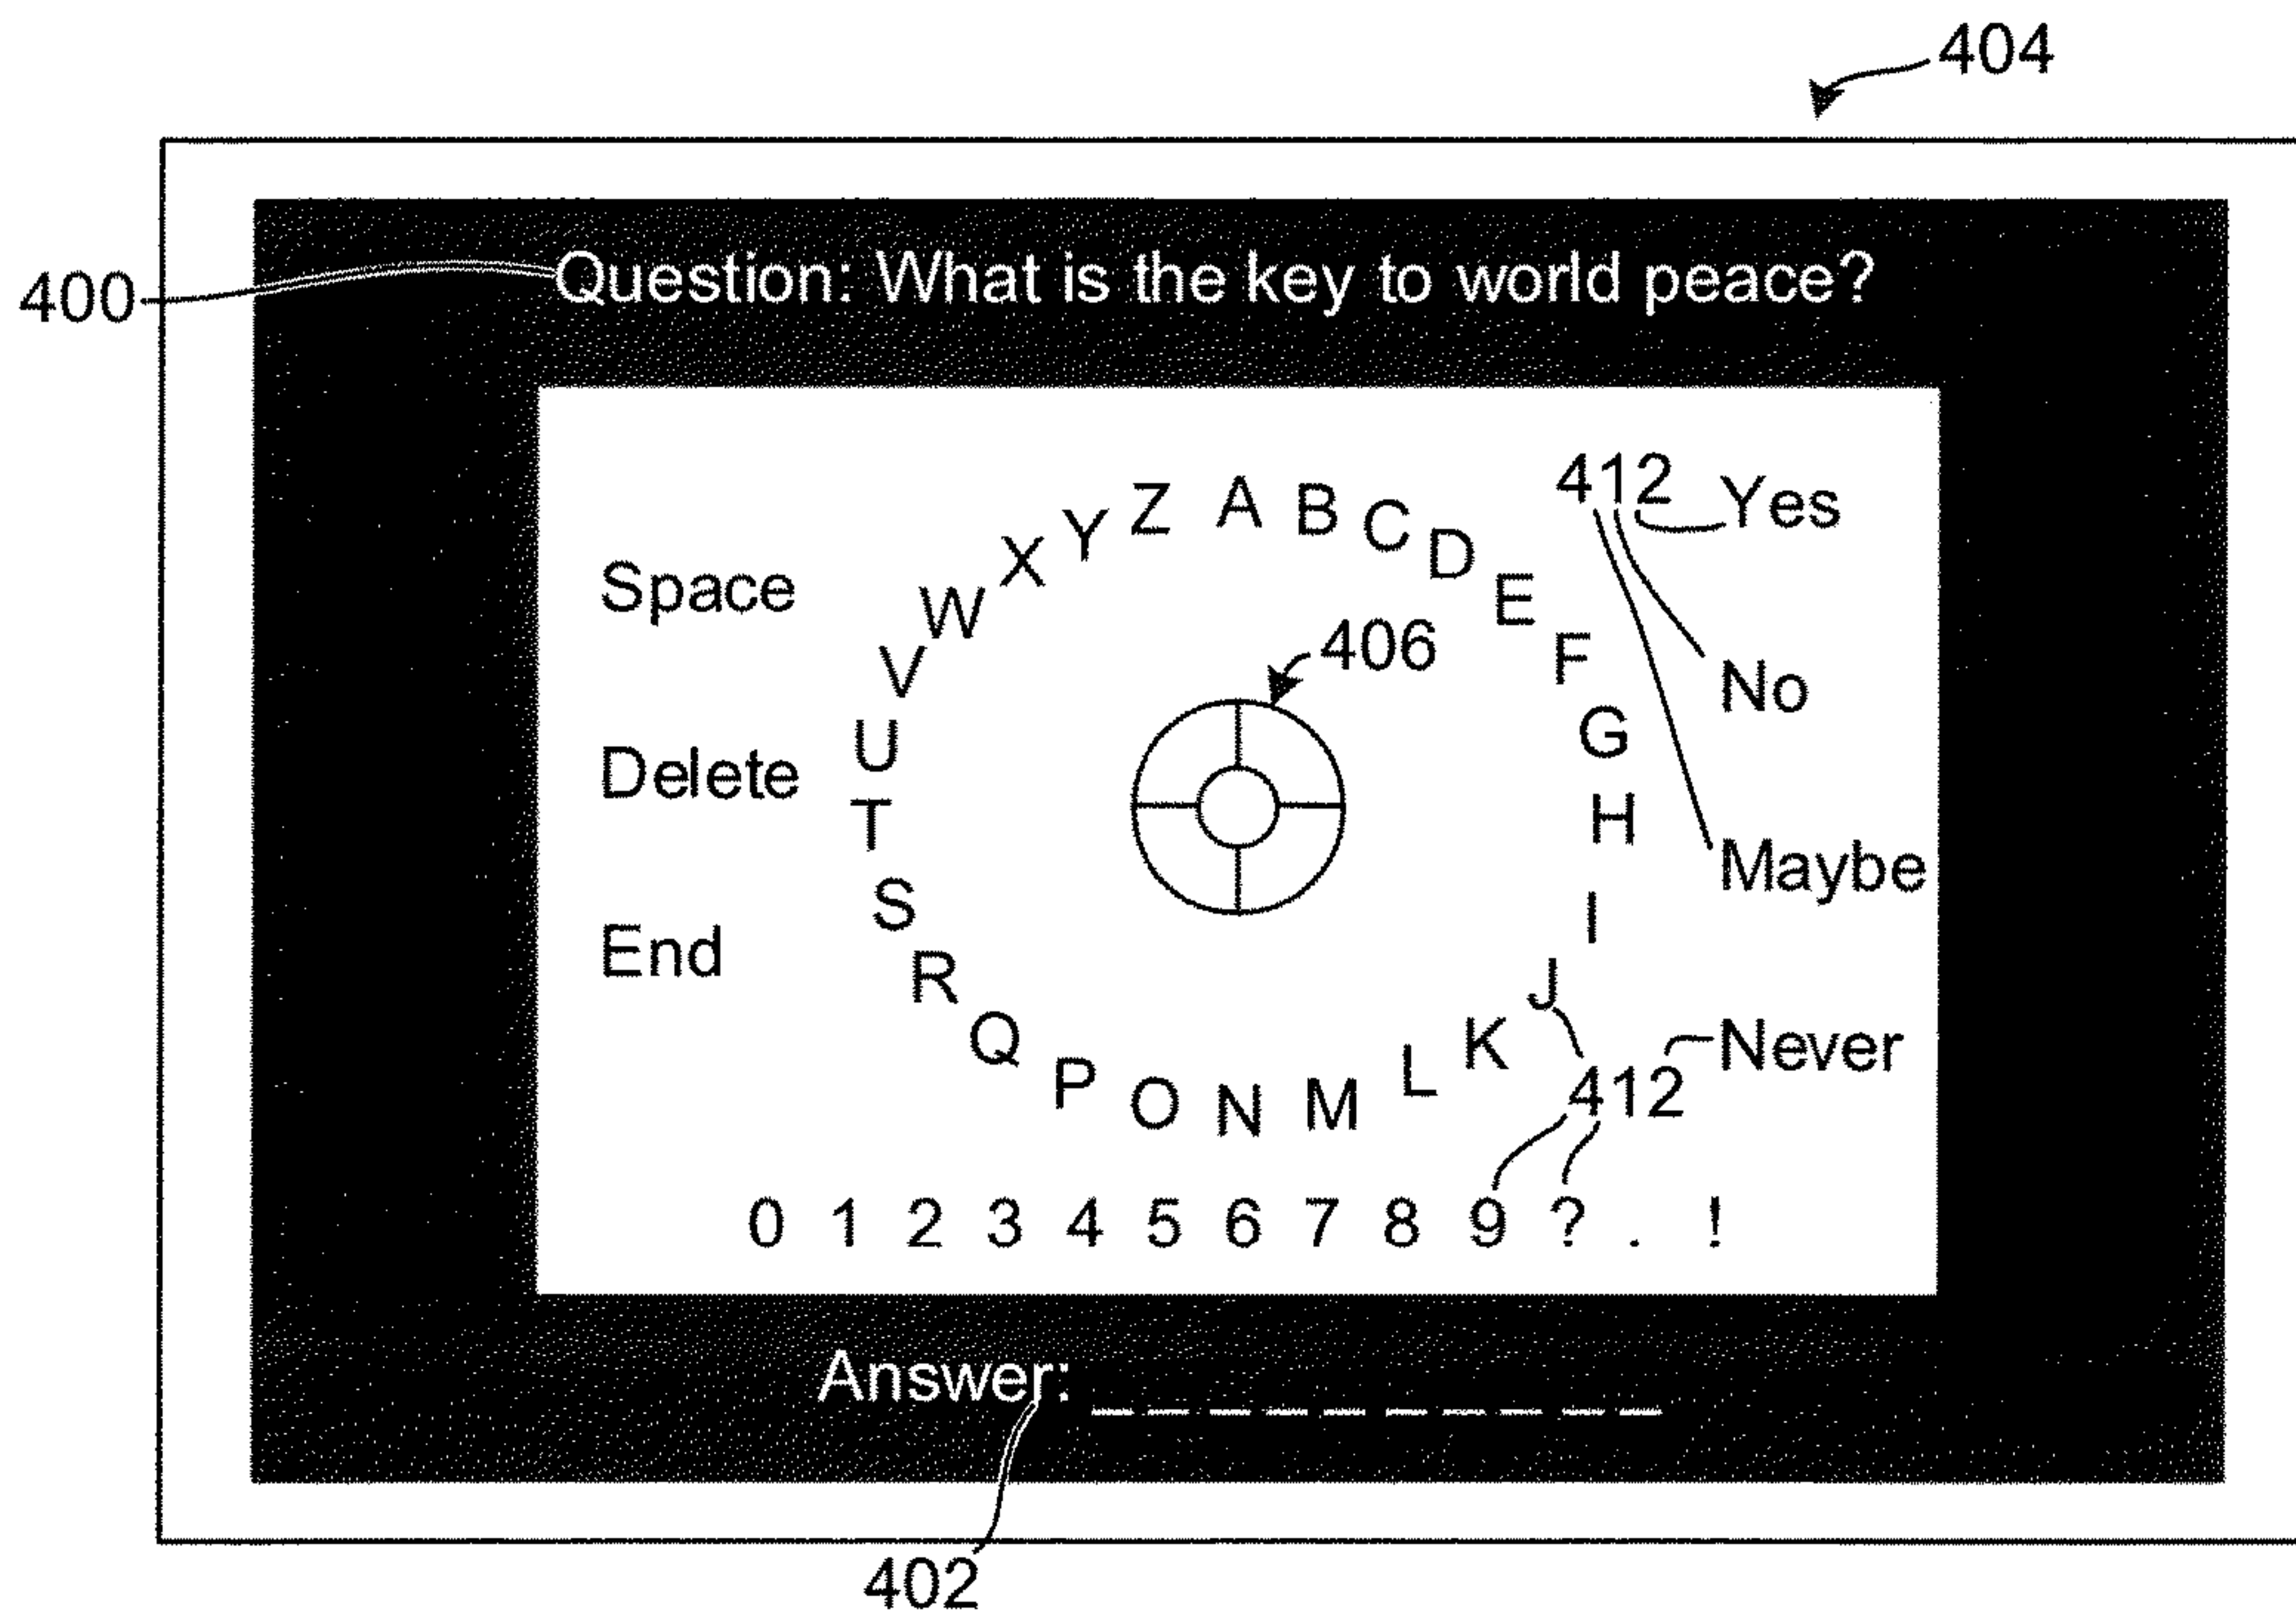 404
400
Question: What is the key to world peace?
412
Yes
No
Maybe
Never
412
Space
Delete
End
A B C D E F G H I J K L M N O P Q R S T U V W X Y Z
406
0 1 2 3 4 5 6 7 8 9 ? . !
Answer: _ _ _ _ _ _ _ _ _ _
402